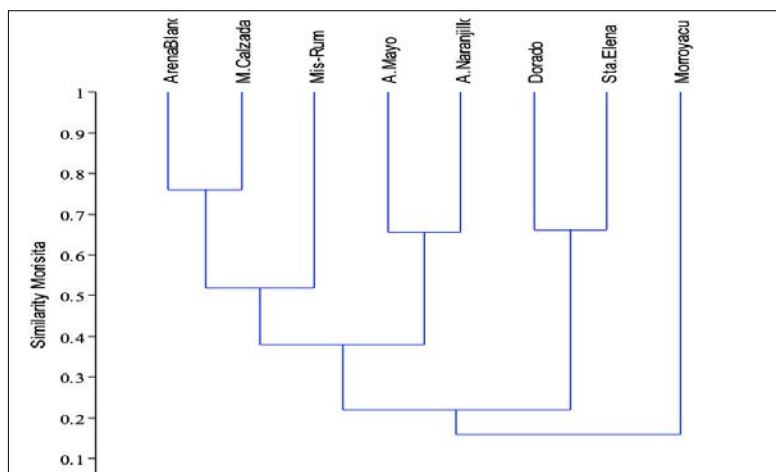 ArenaBlanc
M.Calzada
Mis-Rum
A.Mayo
A.Naranjillo
Dorado
Sta.Elena
Morroyacu
Similarity Morisita
1
0.9
0.8
0.7
0.6
0.5
0.4
0.3
0.2
0.1